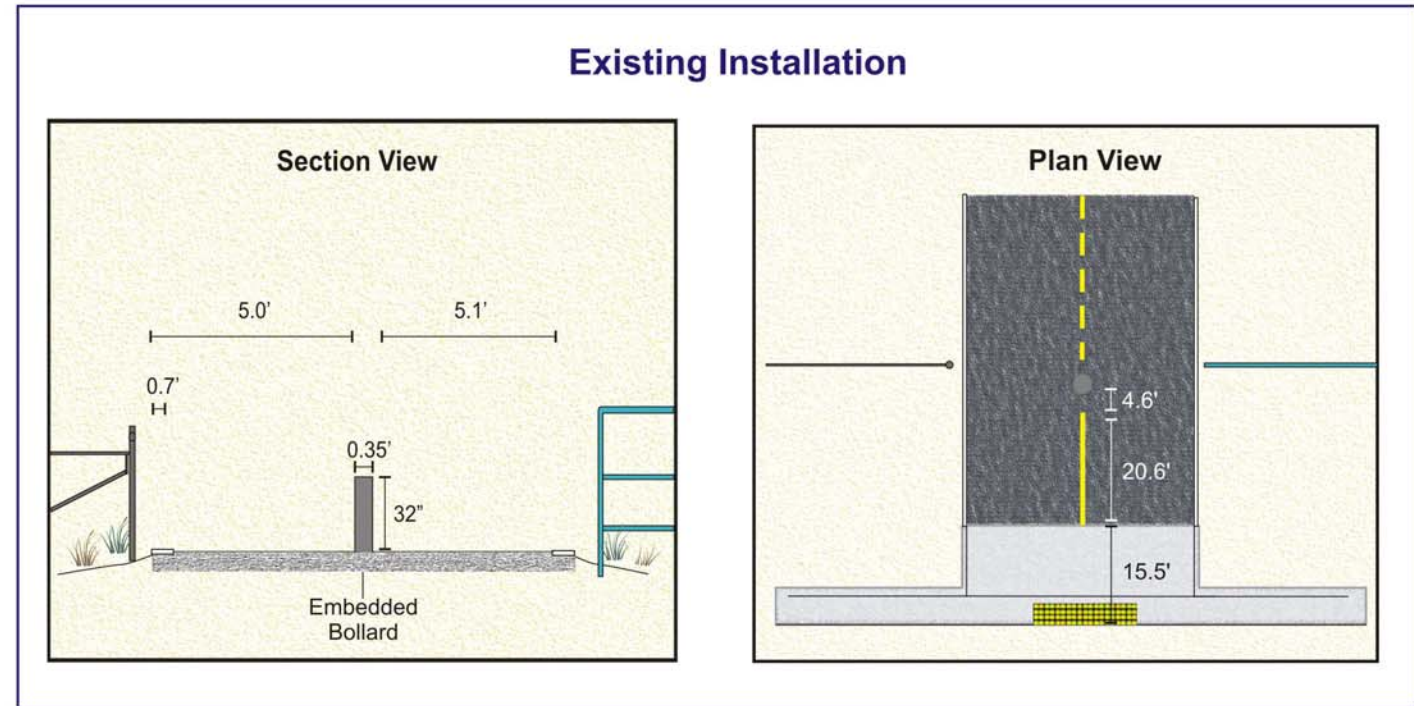 Existing Installation
Section View
5.0’
5.1’
0.7’
0.35’
32”
Embedded
Bollard
Plan View
4.6'
20.6'
15.5'